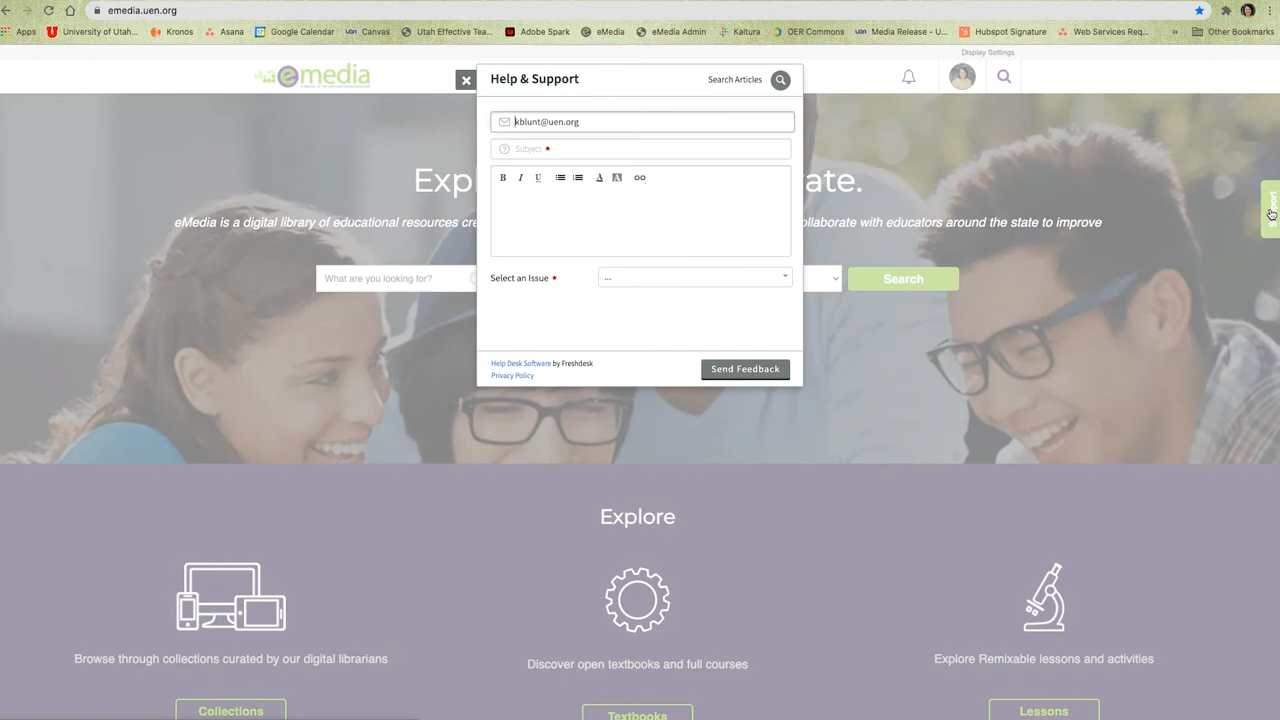 emedia.uen.org
Apps University of Utah... Kronos Asana Google Calendar Canvas Utah Effective Tea... Adobe Spark eMedia eMedia Admin Kaltura OER Commons Media Release - U... Hubspot Signature Web Services Req... » Other Bookmarks
Display Settings
emedia
Help & Support
Search Articles
kblunt@uen.org
Subject *
B I U A A
Select an Issue * ...
Help Desk Software by Freshdesk
Privacy Policy
Send Feedback
Exp
ate.
eMedia is a digital library of educational resources cre
llaborate with educators around the state to improve
What are you looking for?
Search
Explore
Browse through collections curated by our digital librarians
Discover open textbooks and full courses
Explore Remixable lessons and activities
Collections
Textbooks
Lessons